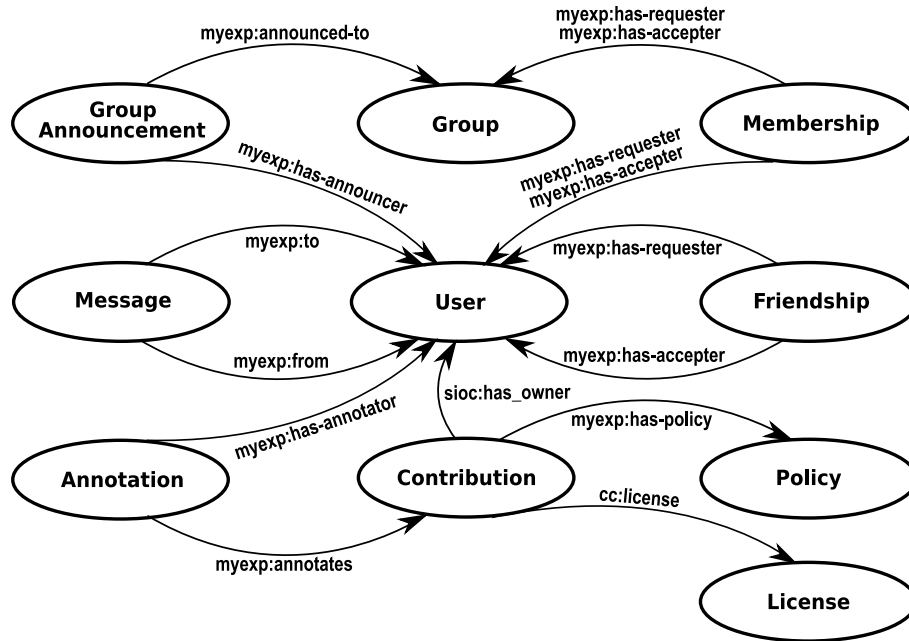 myexp:announced-to
myexp:has-requester
myexp:has-accepter
Group
Announcement
Group
Membership
myexp:has-announcer
myexp:has-requester
myexp:has-accepter
myexp:to
myexp:has-requester
Message
User
Friendship
myexp:from
myexp:has-accepter
myexp:has-annotator
sioc:has_owner
myexp:has-policy
Annotation
Contribution
Policy
cc:license
myexp:annotates
License